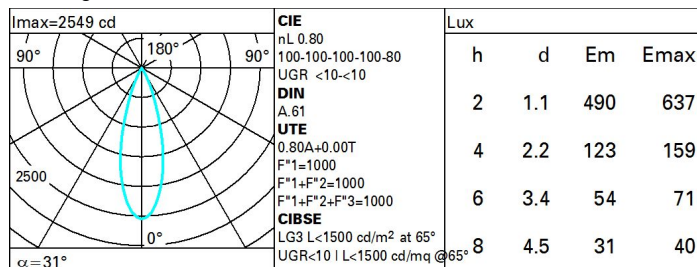 Imax=2549 cd
90° 180° 90°
2500
0°
α=31°
CIE
nL 0.80
100-100-100-100-80
UGR <10-<10
DIN
A.61
UTE
0.80A+0.00T
F"1=1000
F"1+F"2=1000
F"1+F"2+F"3=1000
CIBSE
LG3 L<1500 cd/m² at 65°
UGR<10 | L<1500 cd/mq @65°
Lux
h d Em Emax
2 1.1 490 637
4 2.2 123 159
6 3.4 54 71
8 4.5 31 40